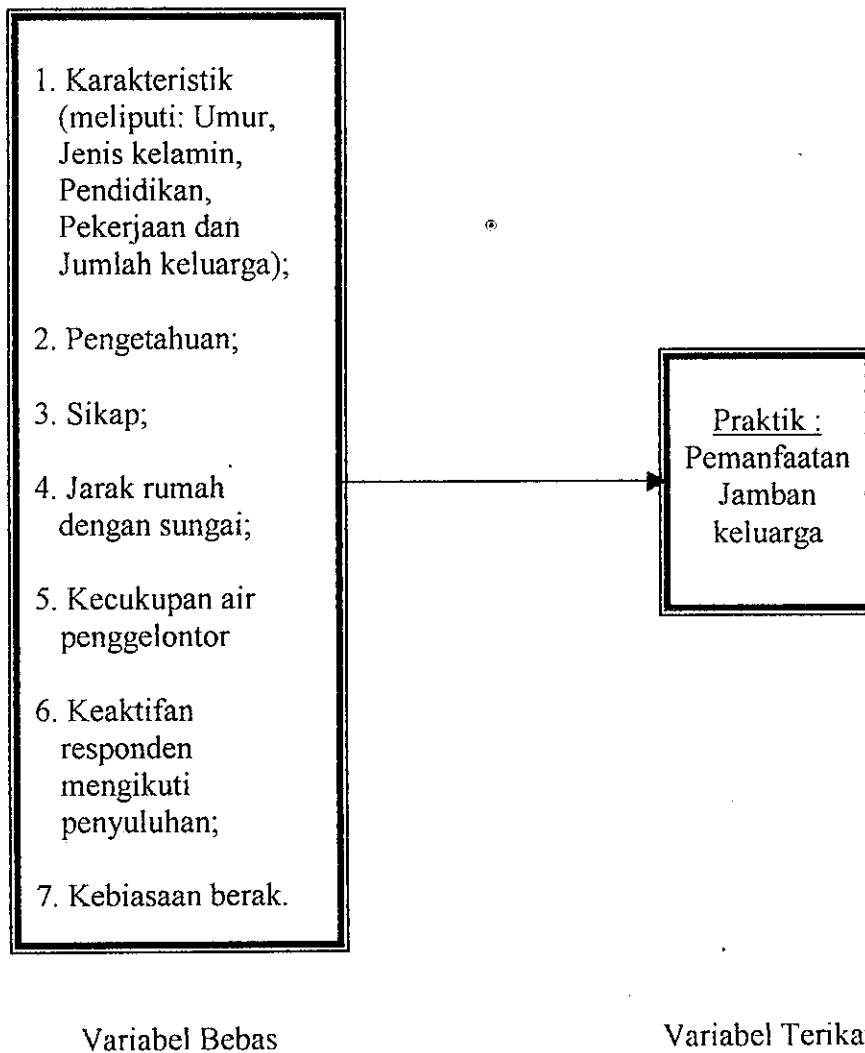 1. Karakteristik
(meliputi: Umur,
Jenis kelamin,
Pendidikan,
Pekerjaan dan
Jumlah keluarga);
2. Pengetahuan;
3. Sikap;
4. Jarak rumah
dengan sungai;
5. Kecukupan air
penggelontor
6. Keaktifan
responden
mengikuti
penyuluhan;
7. Kebiasaan berak.
Praktik :
Pemanfaatan
Jamban
keluarga
Variabel Bebas
Variabel Terika